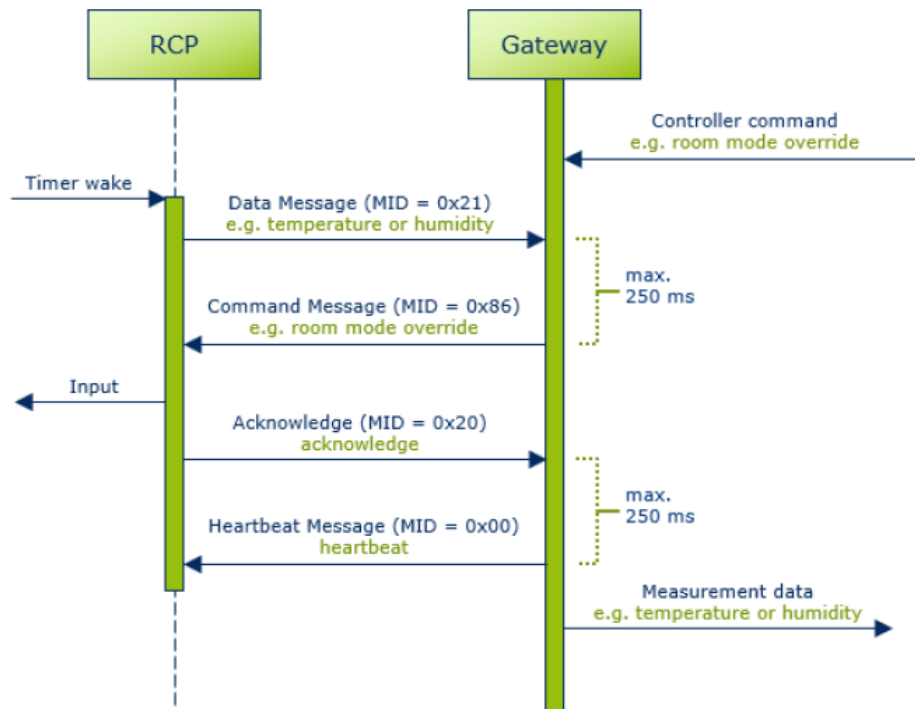 RCP
Gateway
Controller command
e.g. room mode override
Timer wake
Data Message (MID = 0x21)
e.g. temperature or humidity
max.
250 ms
Command Message (MID = 0x86)
e.g. room mode override
Input
Acknowledge (MID = 0x20)
acknowledge
max.
250 ms
Heartbeat Message (MID = 0x00)
heartbeat
Measurement data
e.g. temperature or humidity